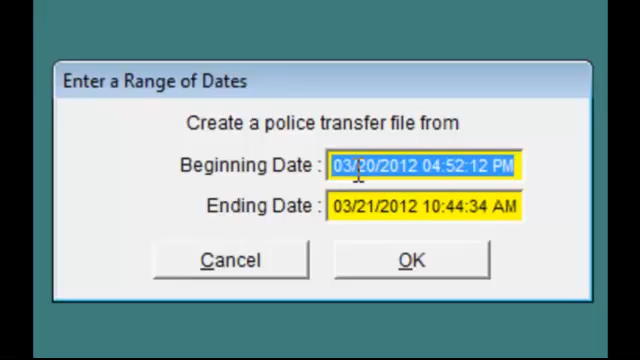 Enter a Range of Dates
Create a police transfer file from
Beginning Date : 03/20/2012 04:52:12 PM
Ending Date : 03/21/2012 10:44:34 AM
Cancel OK